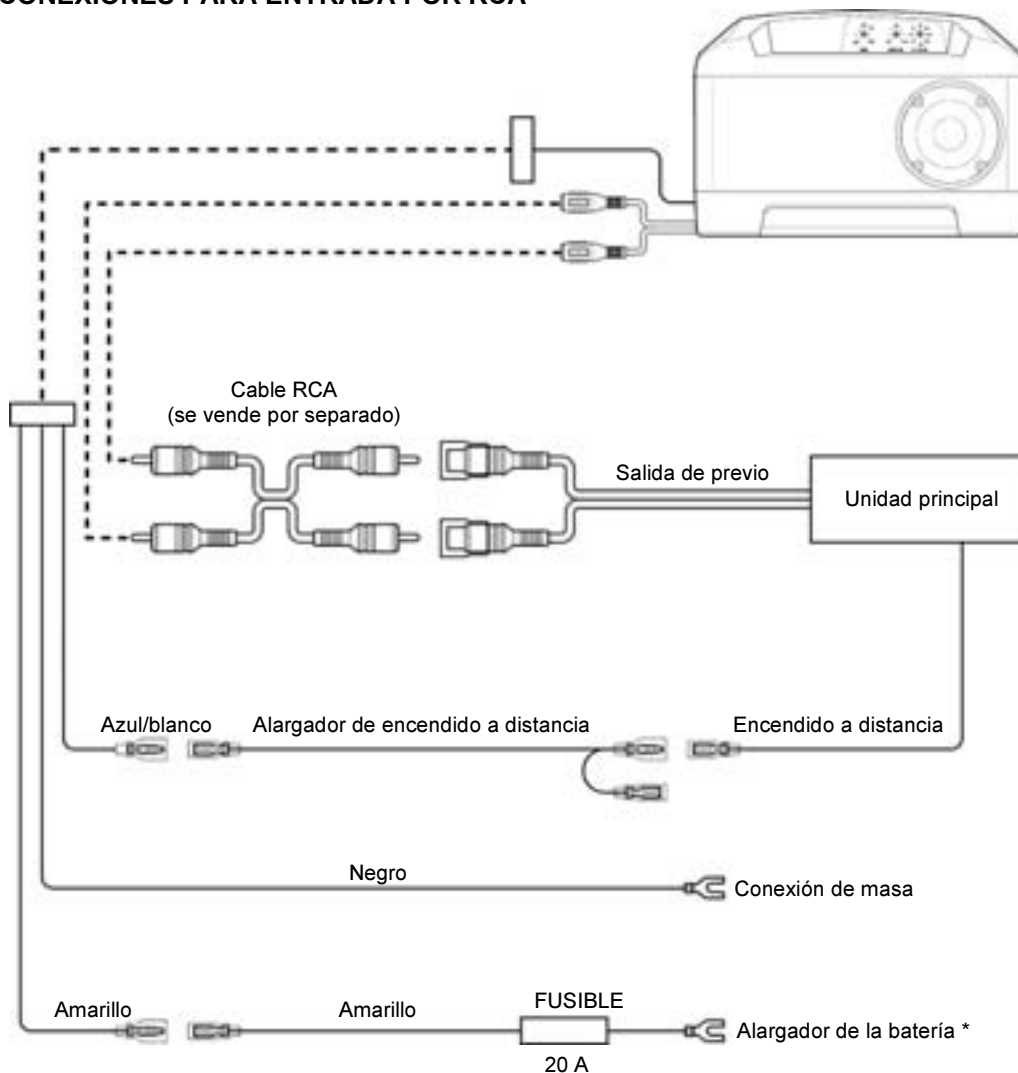 CONEXIONES PARA ENTRADA POR RCA
Cable RCA
(se vende por separado)
Salida de previo
Unidad principal
Azul/blanco
Alargador de encendido a distancia
Encendido a distancia
Negro
Conexión de masa
Amarillo
Amarillo
FUSIBLE
Alargador de la batería *
20 A